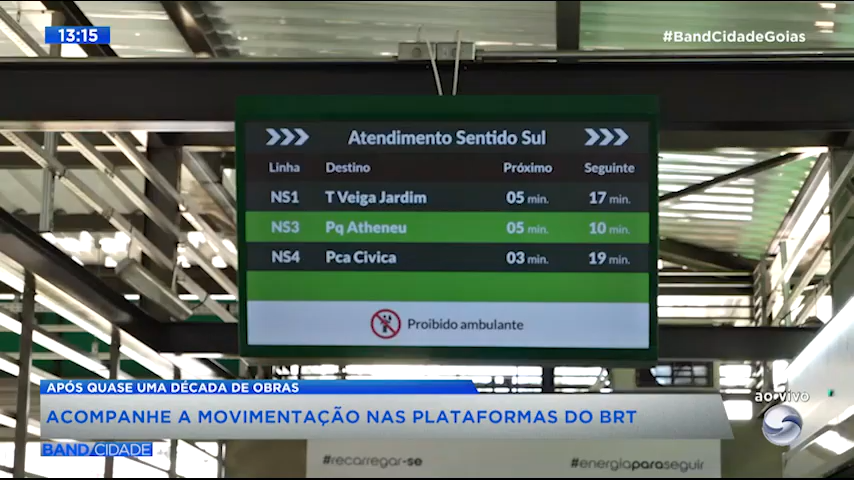 13:15
#BandCidadeGoias
Atendimento Sentido Sul
Linha Destino Próximo Seguinte
NS1 T Veiga Jardim 05 min. 17 min.
NS3 Pq Atheneu 05 min. 10 min.
NS4 Pca Civica 03 min. 19 min.
Proibido ambulante
APÓS QUASE UMA DÉCADA DE OBRAS
ACOMPANHE A MOVIMENTAÇÃO NAS PLATAFORMAS DO BRT
ao vivo
BAND CIDADE
#recarregar-se #energiaparaseguir